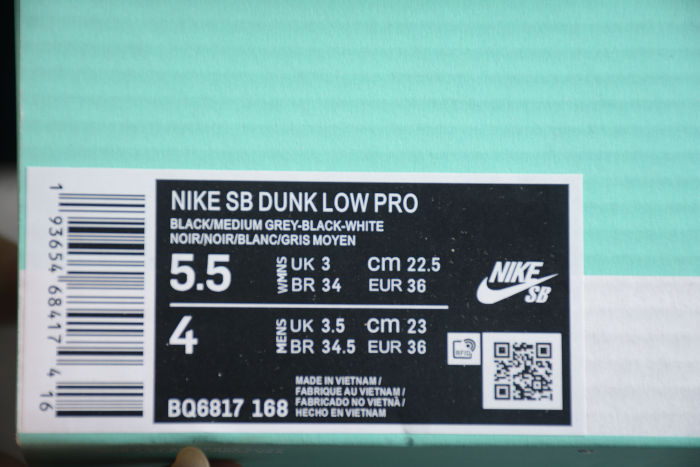 NIKE SB DUNK LOW PRO
BLACK/MEDIUM GREY-BLACK-WHITE
NOIR/NOIR/BLANC/GRIS MOYEN
5.5 WMNS UK 3 cm 22.5
BR 34 EUR 36
4 MENS UK 3.5 cm 23
BR 34.5 EUR 36
NIKE
SB
RFID
BQ6817 168
MADE IN VIETNAM /
FABRIQUE AU VIETNAM /
FABRICADO NO VIETNÃ /
HECHO EN VIETNAM
1 93654 68417 4
16